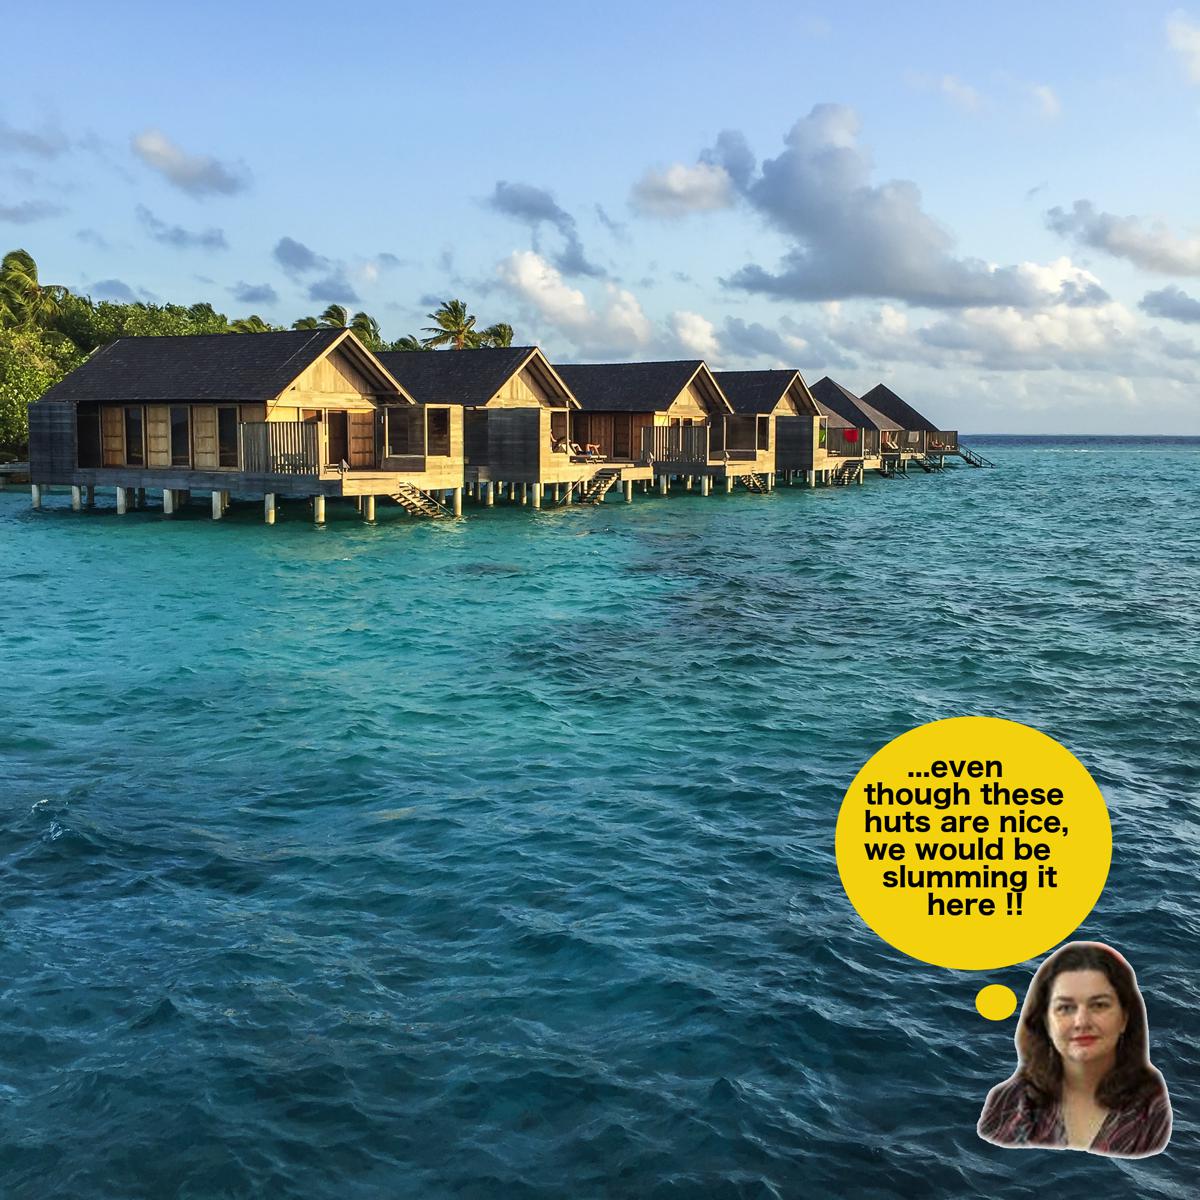 ...even
though these
huts are nice,
we would be
slumming it
here !!